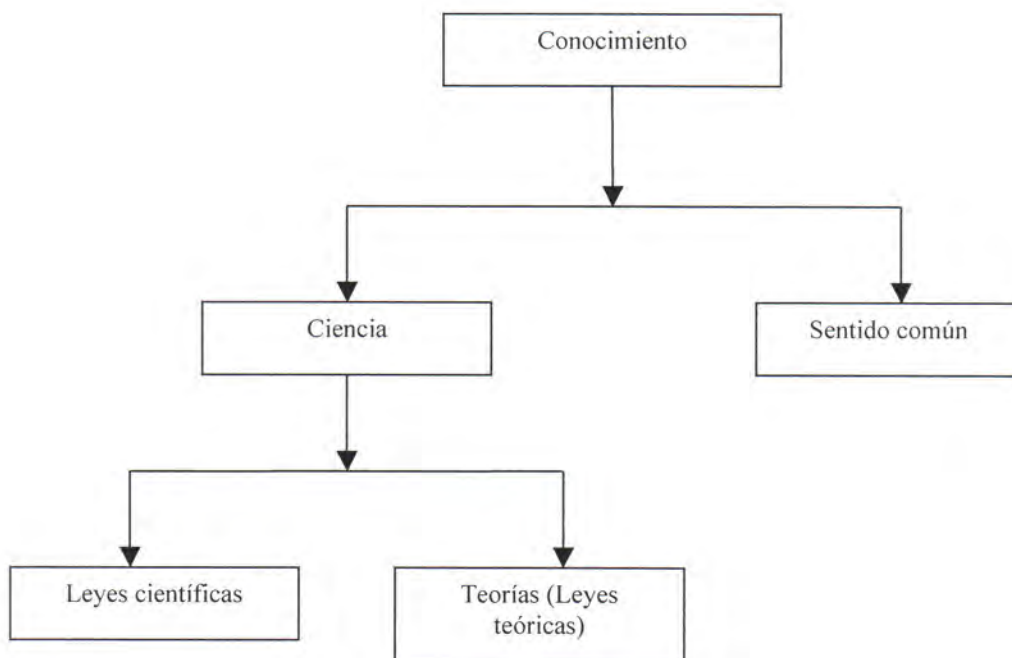 Conocimiento
Ciencia
Sentido común
Leyes científicas
Teorías (Leyes
teóricas)